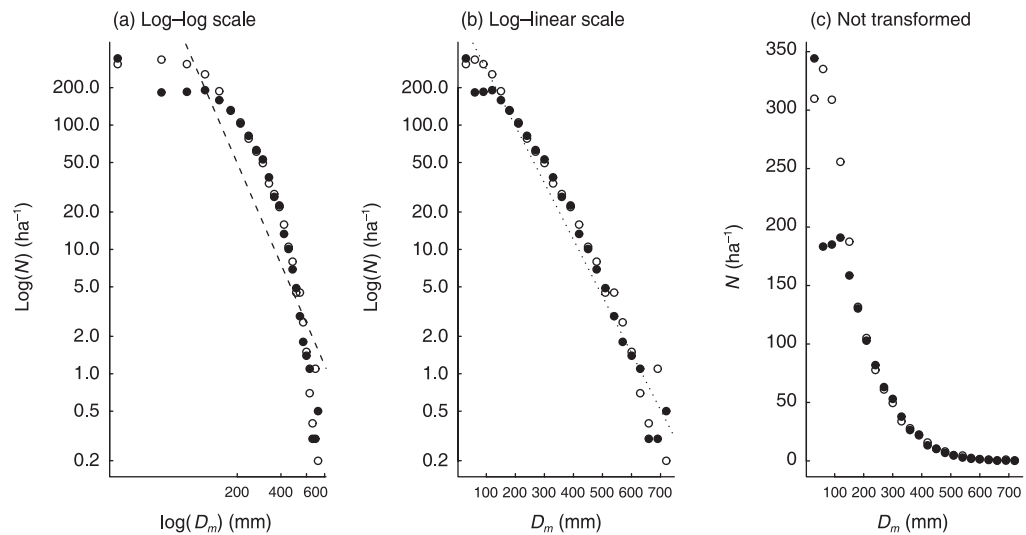 (a) Log–log scale
Log(N) (ha⁻¹)
200.0
100.0
50.0
20.0
10.0
5.0
2.0
1.0
0.5
0.2
200 400 600
log(Dₘ) (mm)
(b) Log–linear scale
Log(N) (ha⁻¹)
200.0
100.0
50.0
20.0
10.0
5.0
2.0
1.0
0.5
0.2
100 200 300 400 500 600 700
Dₘ (mm)
(c) Not transformed
N (ha⁻¹)
350
300
250
200
150
100
50
0
100 200 300 400 500 600 700
Dₘ (mm)